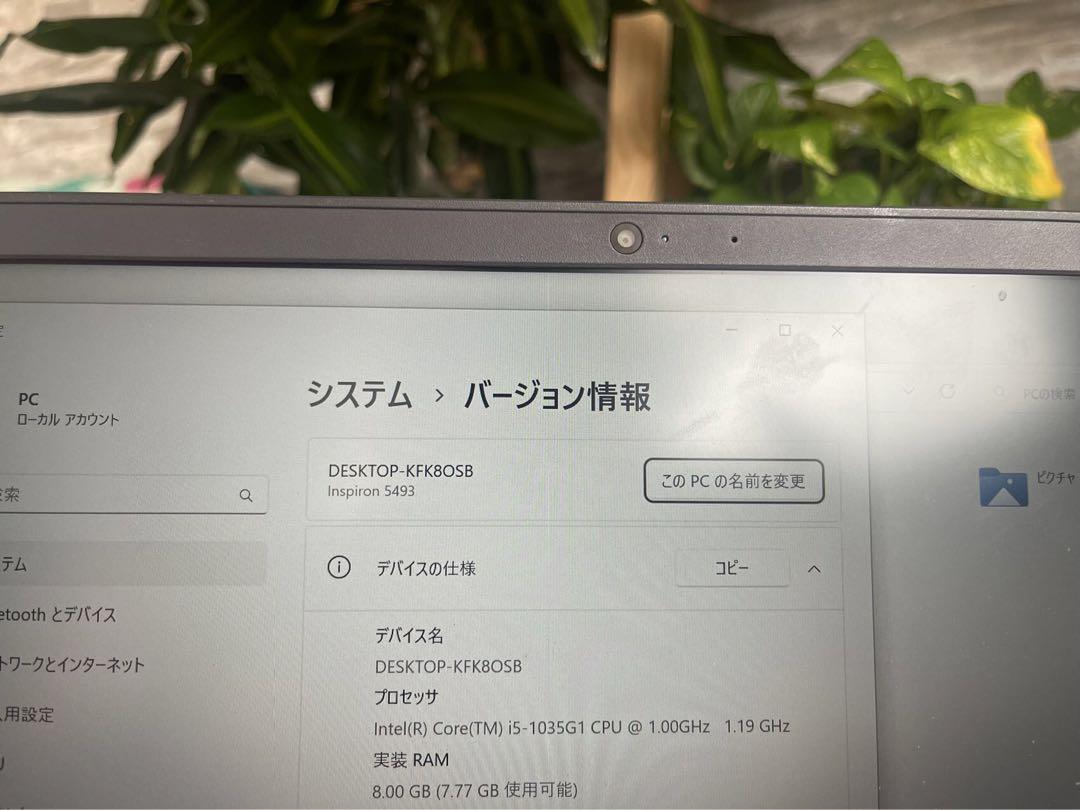 PC
ローカル アカウント
検索
システム › バージョン情報
DESKTOP-KFK8OSB
Inspiron 5493
このPCの名前を変更
デバイスの仕様
コピー
デバイス名
DESKTOP-KFK8OSB
プロセッサ
Intel(R) Core(TM) i5-1035G1 CPU @ 1.00GHz 1.19 GHz
実装 RAM
8.00 GB (7.77 GB 使用可能)
テム
etooth とデバイス
トワークとインターネット
用設定
PCの検索
ピクチャ